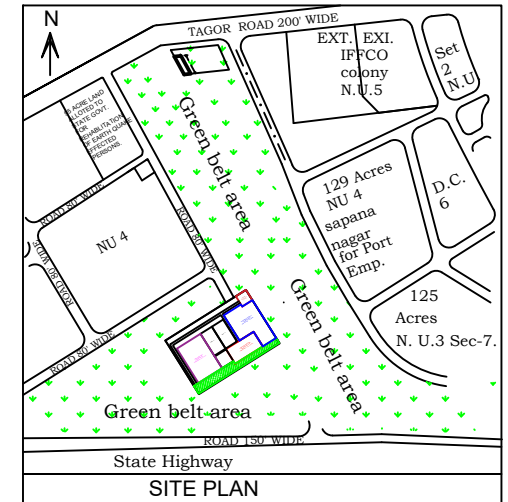 N
TAGOR ROAD 200' WIDE
EXT. EXI.
IFFCO
colony
N.U.5
Set
2
N.U
ACRE LAND
ALLOTED TO
STATE GOVT.
FOR
REHABILITATION
OF EARTH QUAKE
AFFECTED
PERSONS.
Green belt area
129 Acres
NU 4
sapana
nagar
for Port
Emp.
D.C.
6
ROAD 80' WIDE
NU 4
ROAD 80' WIDE
ROAD 80' WIDE
ROAD 80' WIDE
Green belt area
125
Acres
N. U.3 Sec-7.
Green belt area
ROAD 150' WIDE
State Highway
SITE PLAN